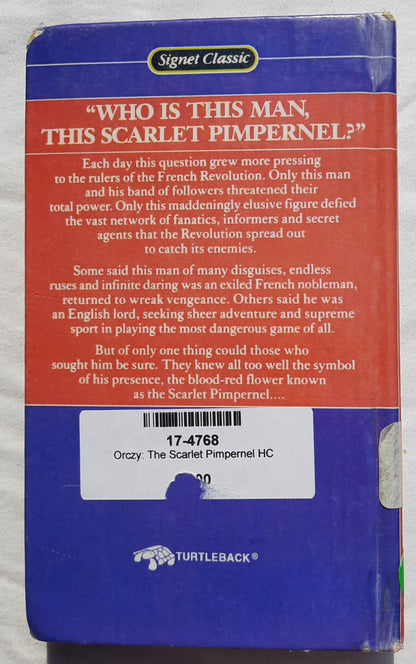 Signet Classic
“WHO IS THIS MAN,
THIS SCARLET PIMPERNEL?”
Each day this question grew more pressing
to the rulers of the French Revolution. Only this man
and his band of followers threatened their
total power. Only this maddeningly elusive figure defied
the vast network of fanatics, informers and secret
agents that the Revolution spread out
to catch its enemies.
Some said this man of many disguises, endless
ruses and infinite daring was an exiled French nobleman,
returned to wreak vengeance. Others said he was
an English lord, seeking sheer adventure and supreme
sport in playing the most dangerous game of all.
But of only one thing could those who
sought him be sure. They knew all too well the symbol
of his presence, the blood-red flower known
as the Scarlet Pimpernel....
17-4768
Orczy: The Scarlet Pimpernel HC
TURTLEBACK®